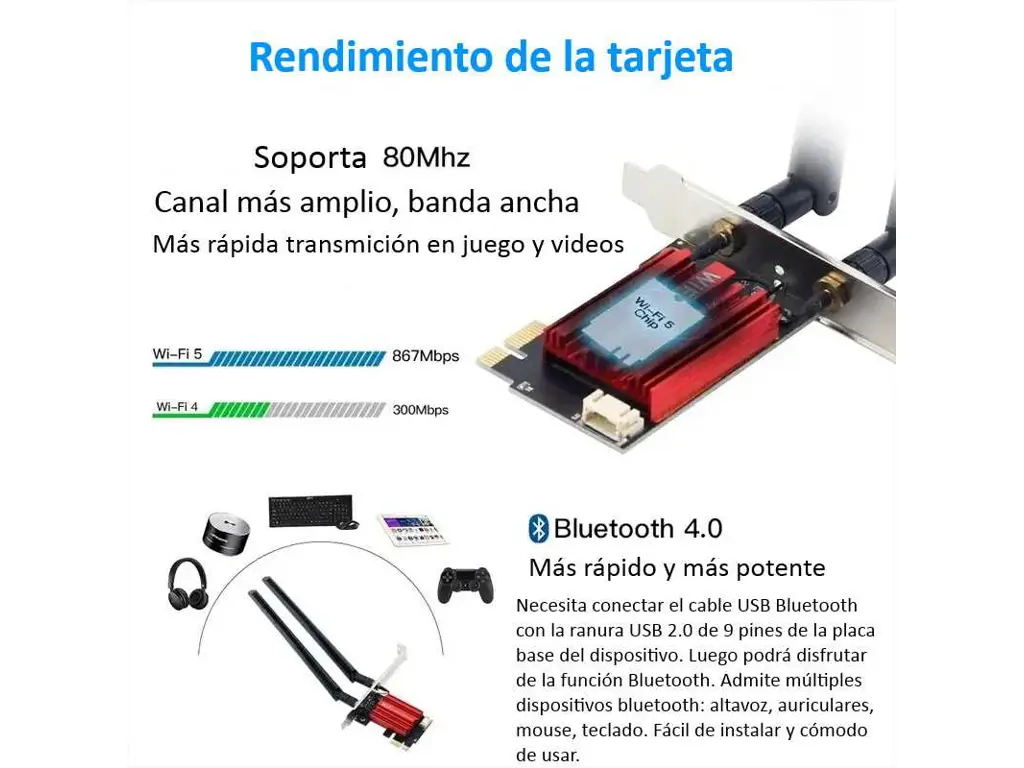 Rendimiento de la tarjeta
Soporta 80Mhz
Canal más amplio, banda ancha
Más rápida transmición en juego y videos
Wi-Fi 5
Chip
Wi-Fi 5 867Mbps
Wi-Fi 4 300Mbps
Bluetooth 4.0
Más rápido y más potente
Necesita conectar el cable USB Bluetooth
con la ranura USB 2.0 de 9 pines de la placa
base del dispositivo. Luego podrá disfrutar
de la función Bluetooth. Admite múltiples
dispositivos bluetooth: altavoz, auriculares,
mouse, teclado. Fácil de instalar y cómodo
de usar.